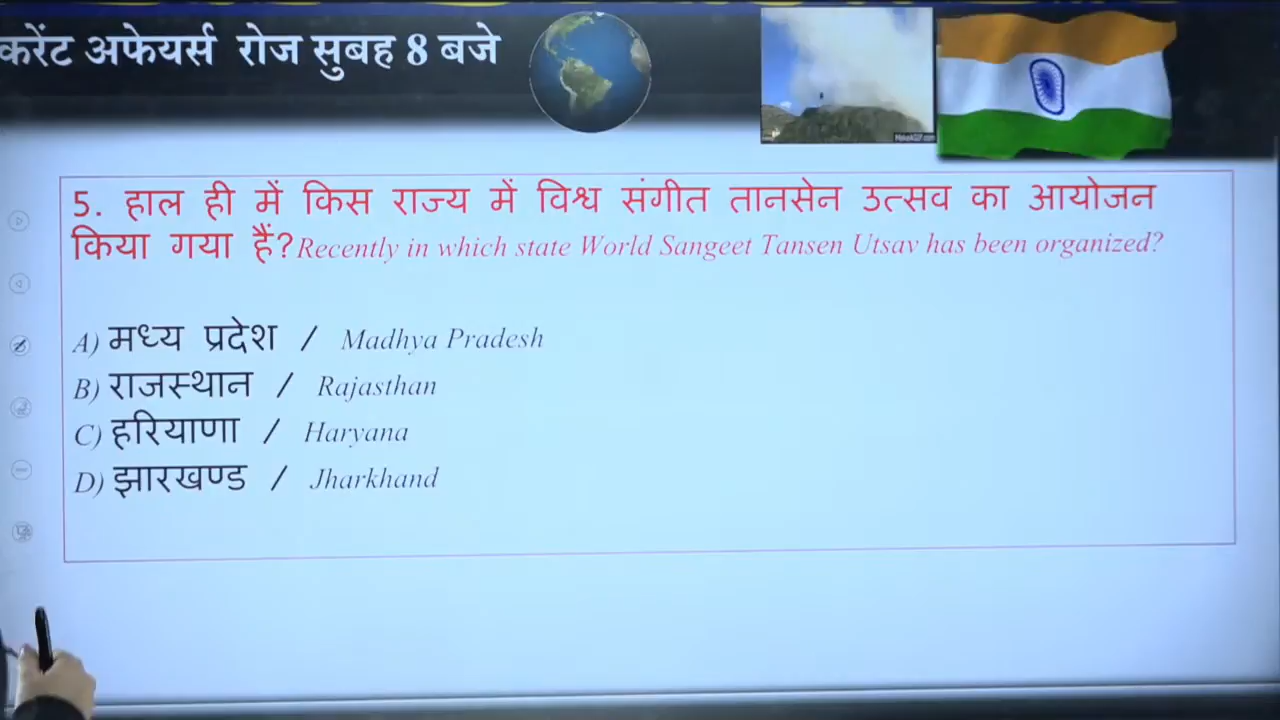 करेंट अफेयर्स रोज सुबह 8 बजे
5. हाल ही में किस राज्य में विश्व संगीत तानसेन उत्सव का आयोजन
किया गया हैं? Recently in which state World Sangeet Tansen Utsav has been organized?
A) मध्य प्रदेश / Madhya Pradesh
B) राजस्थान / Rajasthan
C) हरियाणा / Haryana
D) झारखण्ड / Jharkhand